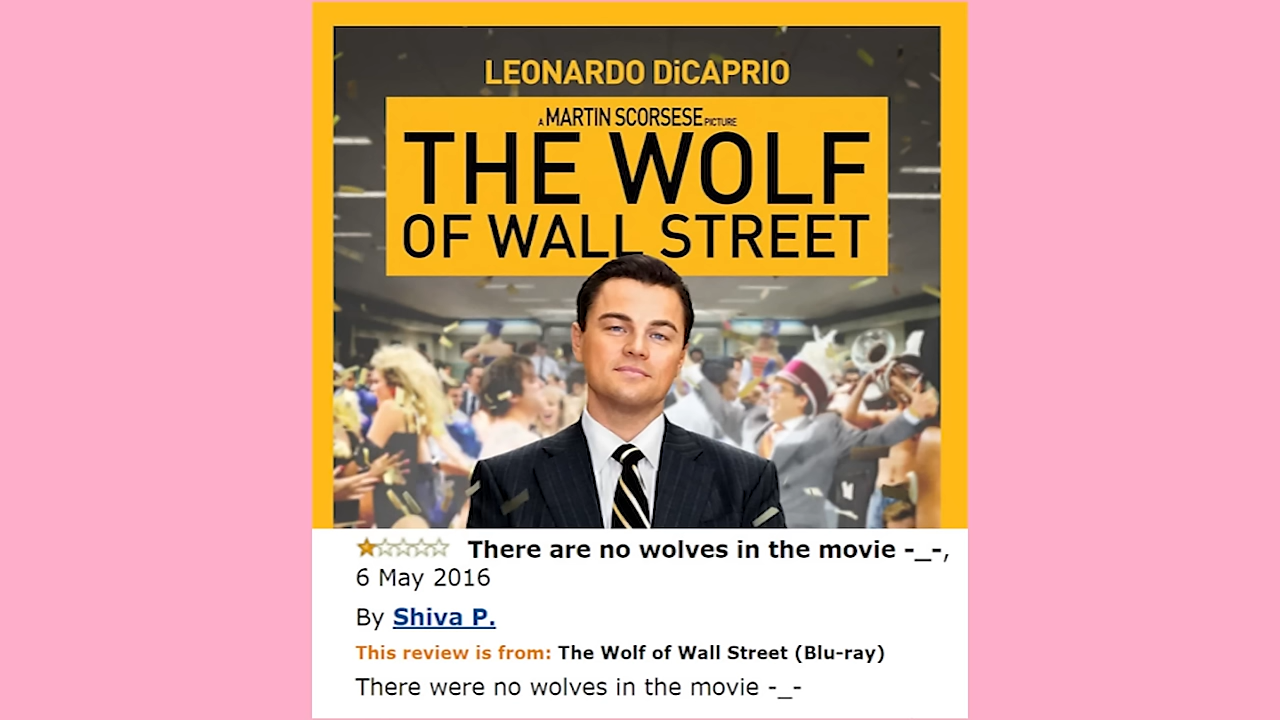 LEONARDO DiCAPRIO
A MARTIN SCORSESE PICTURE
THE WOLF
OF WALL STREET
There are no wolves in the movie -_-,
6 May 2016
By Shiva P.
This review is from: The Wolf of Wall Street (Blu-ray)
There were no wolves in the movie -_-